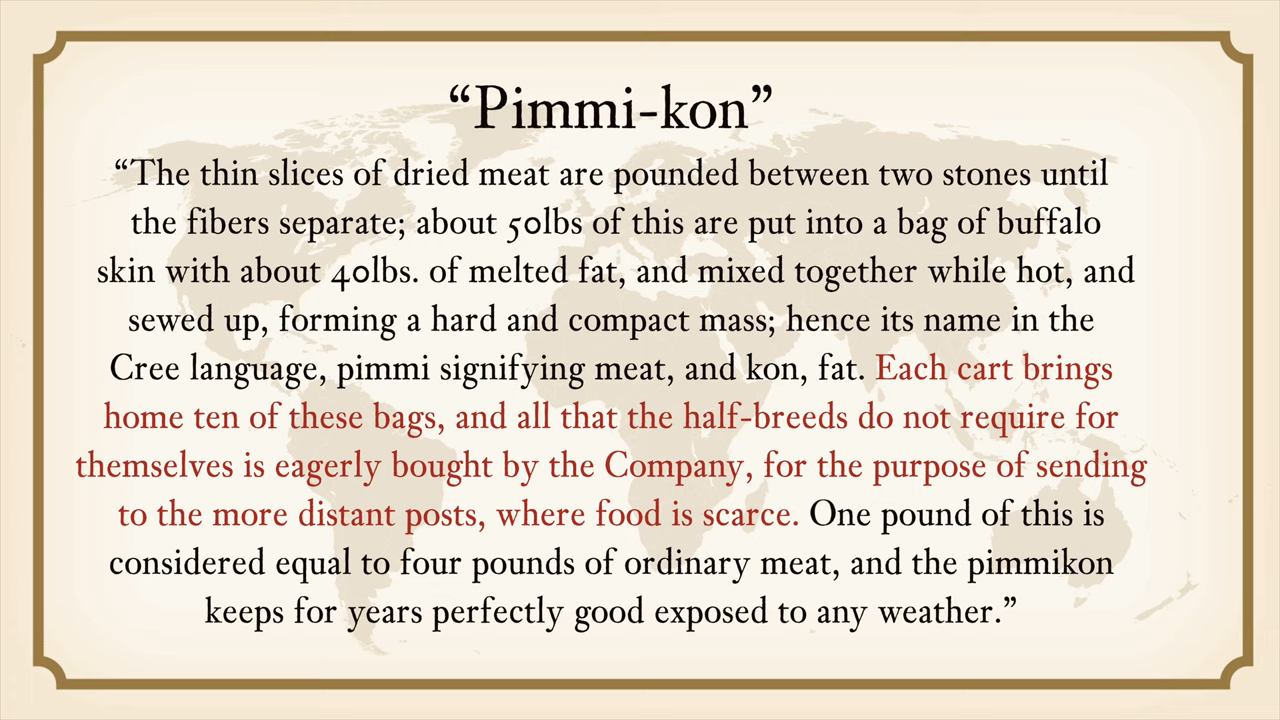 “Pimmi-kon”
“The thin slices of dried meat are pounded between two stones until
the fibers separate; about 50lbs of this are put into a bag of buffalo
skin with about 40lbs. of melted fat, and mixed together while hot, and
sewed up, forming a hard and compact mass; hence its name in the
Cree language, pimmi signifying meat, and kon, fat. Each cart brings
home ten of these bags, and all that the half-breeds do not require for
themselves is eagerly bought by the Company, for the purpose of sending
to the more distant posts, where food is scarce. One pound of this is
considered equal to four pounds of ordinary meat, and the pimmikon
keeps for years perfectly good exposed to any weather.”